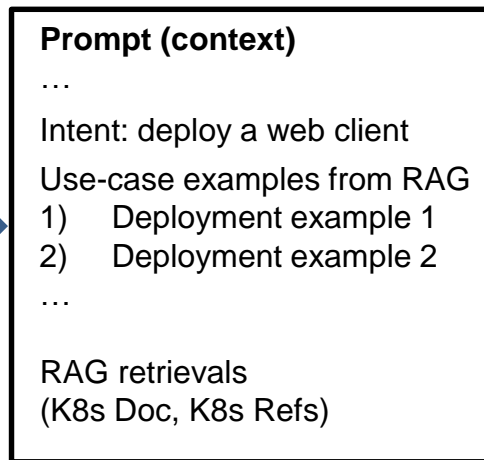 Prompt (context)
…
Intent: deploy a web client
Use-case examples from RAG
1) Deployment example 1
2) Deployment example 2
…
RAG retrievals
(K8s Doc, K8s Refs)